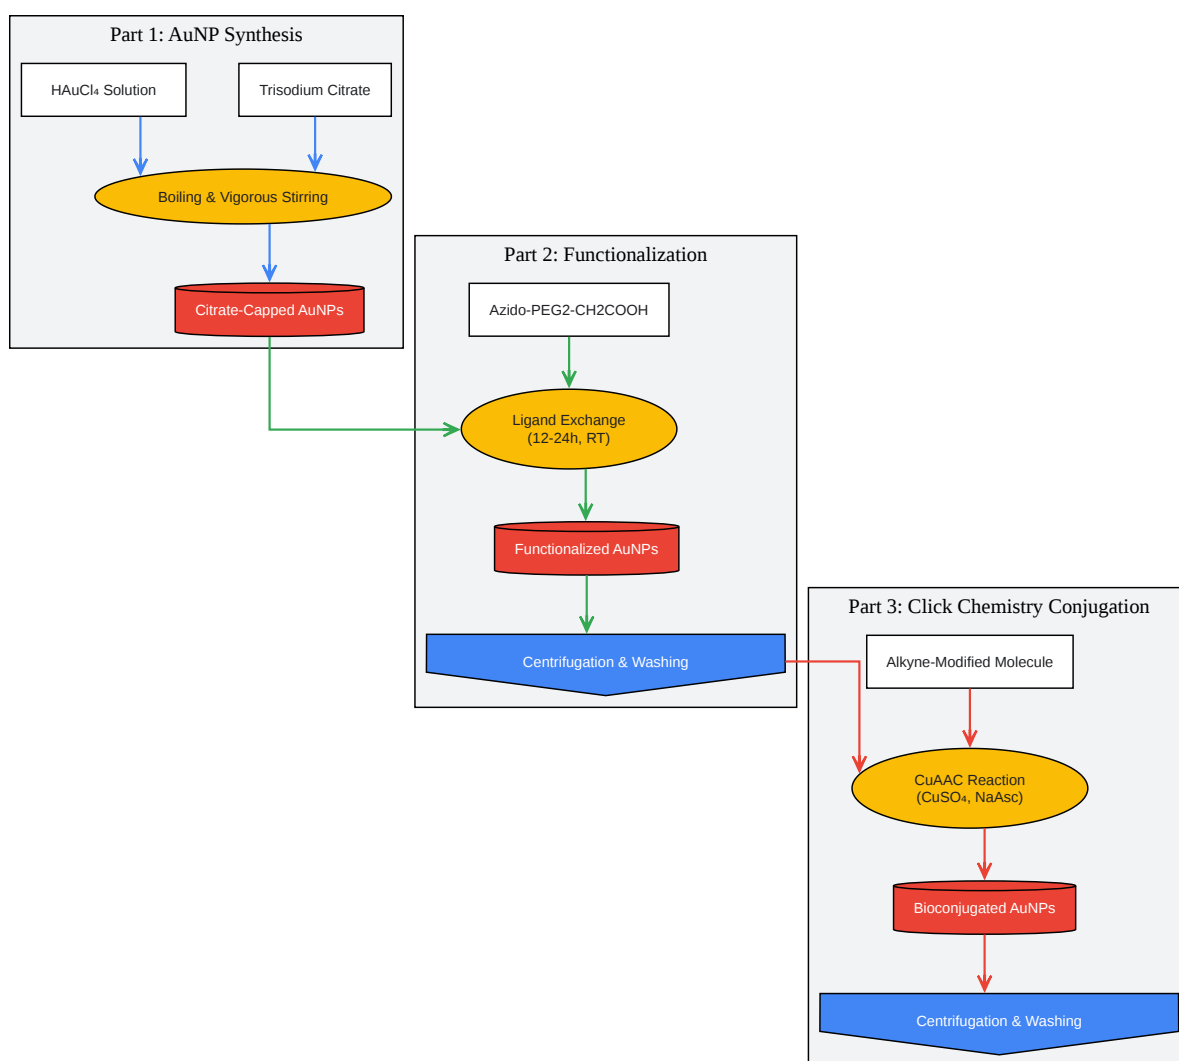 Part 1: AuNP Synthesis
HAuCl₄ Solution
Trisodium Citrate
Boiling & Vigorous Stirring
Citrate-Capped AuNPs
Part 2: Functionalization
Azido-PEG2-CH2COOH
Ligand Exchange
(12-24h, RT)
Functionalized AuNPs
Centrifugation & Washing
Part 3: Click Chemistry Conjugation
Alkyne-Modified Molecule
CuAAC Reaction
(CuSO₄, NaAsc)
Bioconjugated AuNPs
Centrifugation & Washing